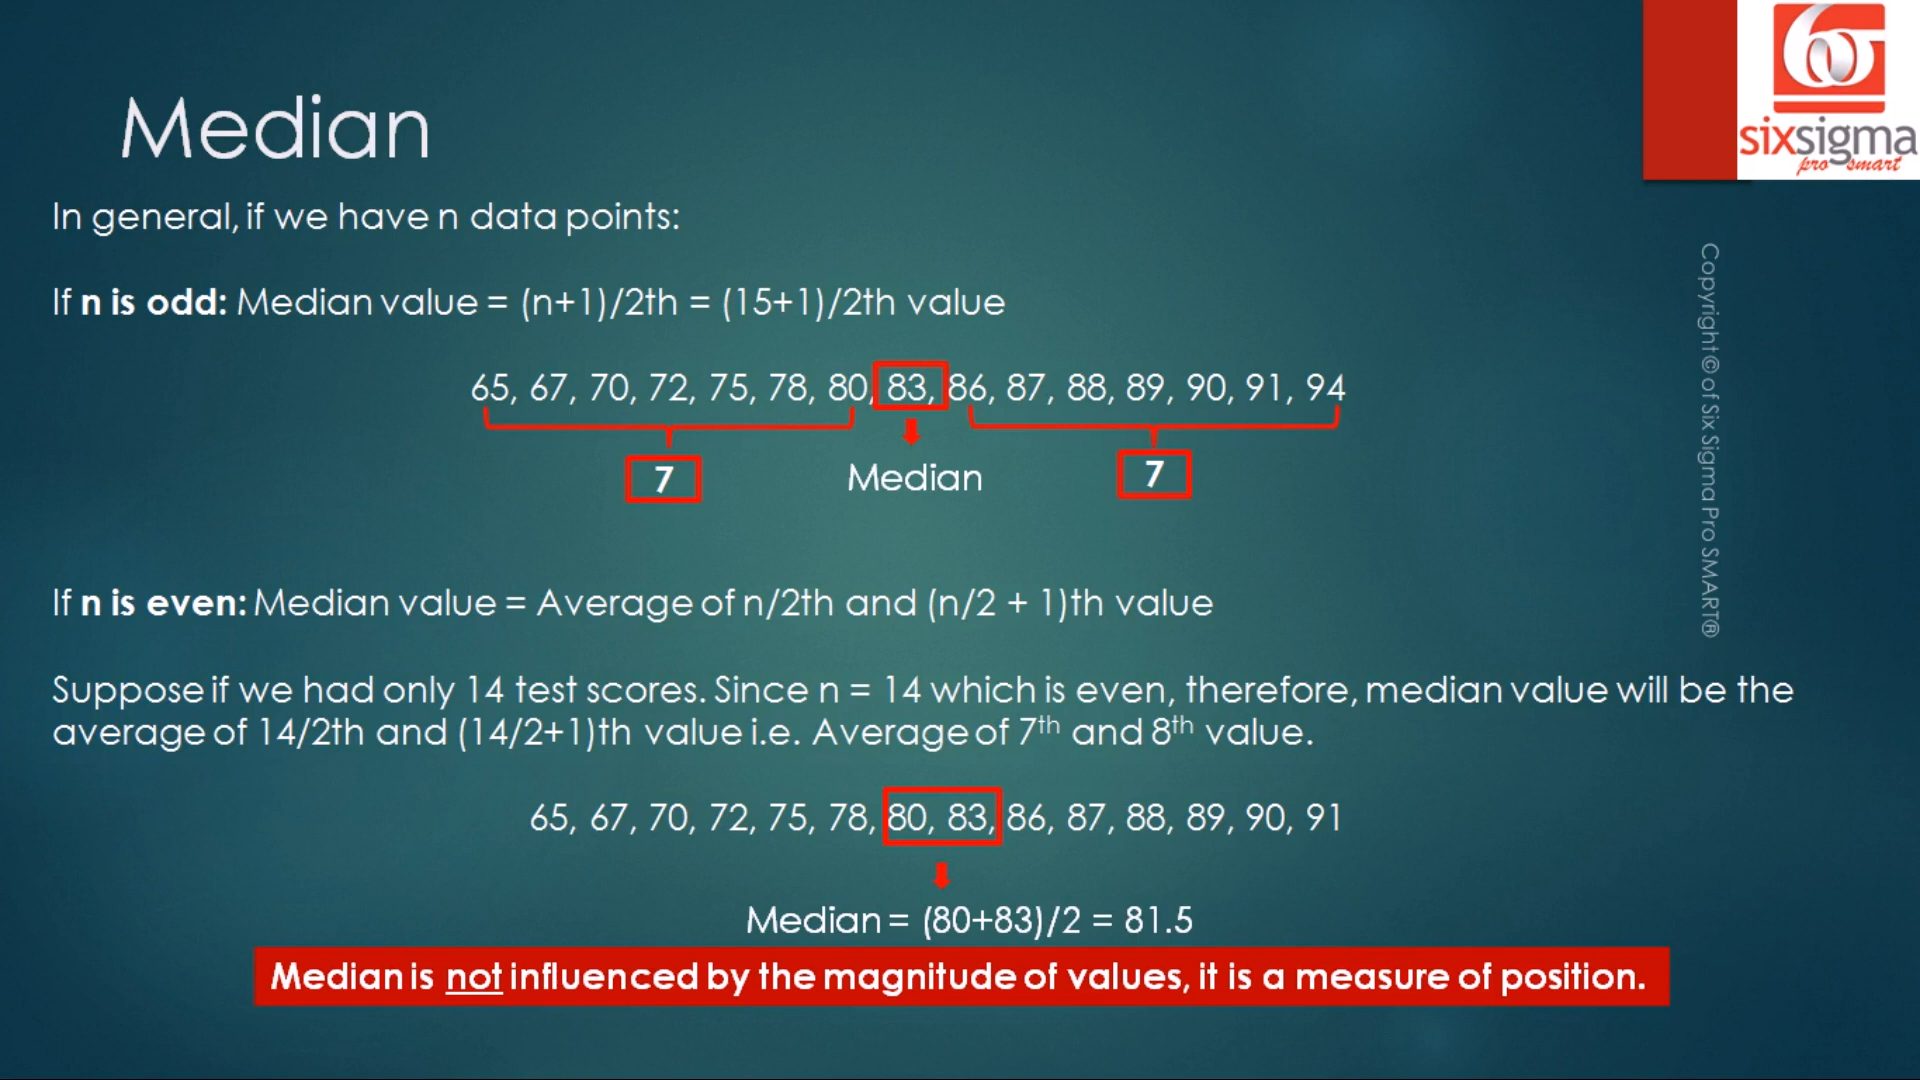 6σ
sixsigma
pro smart
Median
In general, if we have n data points:
If n is odd: Median value = (n+1)/2th = (15+1)/2th value
65, 67, 70, 72, 75, 78, 80, 83, 86, 87, 88, 89, 90, 91, 94
7
Median
7
If n is even: Median value = Average of n/2th and (n/2 + 1)th value
Suppose if we had only 14 test scores. Since n = 14 which is even, therefore, median value will be the
average of 14/2th and (14/2+1)th value i.e. Average of 7th and 8th value.
65, 67, 70, 72, 75, 78, 80, 83, 86, 87, 88, 89, 90, 91
Median = (80+83)/2 = 81.5
Median is not influenced by the magnitude of values, it is a measure of position.
Copyright © of Six Sigma Pro SMART®